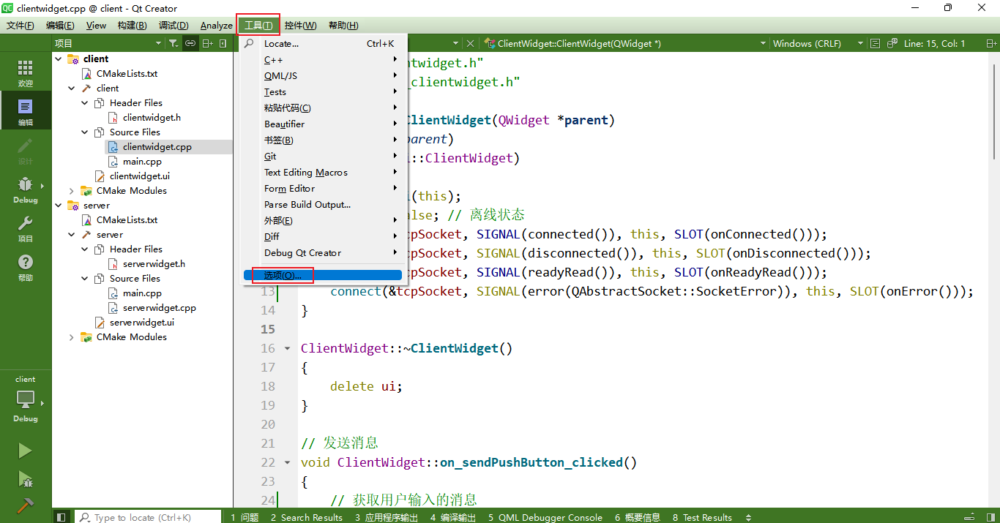 clientwidget.cpp @ client - Qt Creator
文件(F) 编辑(E) View 构建(B) 调试(D) Analyze 工具(T) 控件(W) 帮助(H)
项目
ClientWidget::ClientWidget(QWidget *)
Windows (CRLF)
Line: 15, Col: 1
欢迎
编辑
设计
Debug
项目
帮助
client
Debug
client
CMakeLists.txt
client
Header Files
clientwidget.h
Source Files
clientwidget.cpp
main.cpp
clientwidget.ui
CMake Modules
server
CMakeLists.txt
server
Header Files
serverwidget.h
Source Files
main.cpp
serverwidget.cpp
serverwidget.ui
CMake Modules
Locate... Ctrl+K
C++
QML/JS
Tests
粘贴代码(C)
Beautifier
书签(B)
Git
Text Editing Macros
Form Editor
Parse Build Output...
外部(E)
Diff
Debug Qt Creator
选项(O)...
ntwidget.h"
_clientwidget.h"
ClientWidget(QWidget *parent)
parent)
i::ClientWidget)
i(this);
alse; // 离线状态
cpSocket, SIGNAL(connected()), this, SLOT(onConnected()));
cpSocket, SIGNAL(disconnected()), this, SLOT(onDisconnected()));
cpSocket, SIGNAL(readyRead()), this, SLOT(onReadyRead()));
13 connect(&tcpSocket, SIGNAL(error(QAbstractSocket::SocketError)), this, SLOT(onError()));
14 }
15
16 ClientWidget::~ClientWidget()
17 {
18 delete ui;
19 }
20
21 // 发送消息
22 void ClientWidget::on_sendPushButton_clicked()
23 {
24 // 获取用户输入的消息
Type to locate (Ctrl+K)
1 问题 2 Search Results 3 应用程序输出 4 编译输出 5 QML Debugger Console 6 概要信息 8 Test Results